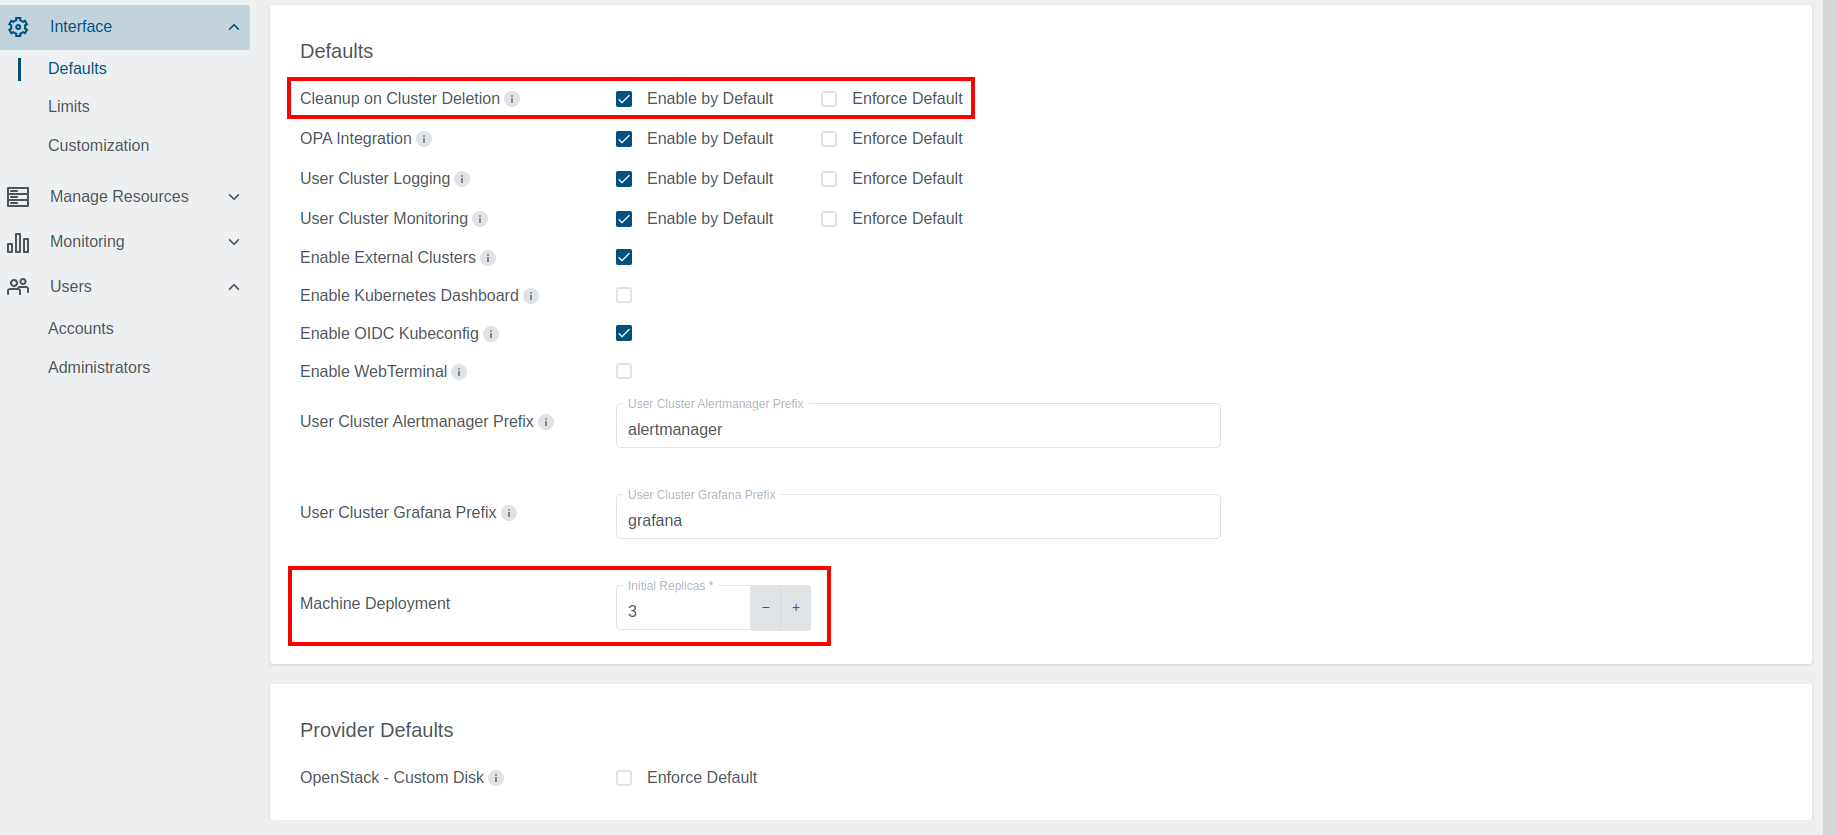 Interface
Defaults
Limits
Customization
Manage Resources
Monitoring
Users
Accounts
Administrators
Defaults
Cleanup on Cluster Deletion i Enable by Default Enforce Default
OPA Integration i Enable by Default Enforce Default
User Cluster Logging i Enable by Default Enforce Default
User Cluster Monitoring i Enable by Default Enforce Default
Enable External Clusters i
Enable Kubernetes Dashboard i
Enable OIDC Kubeconfig i
Enable WebTerminal i
User Cluster Alertmanager Prefix
User Cluster Alertmanager Prefix i
alertmanager
User Cluster Grafana Prefix
User Cluster Grafana Prefix i
grafana
Initial Replicas *
Machine Deployment
3 − +
Provider Defaults
OpenStack - Custom Disk i Enforce Default